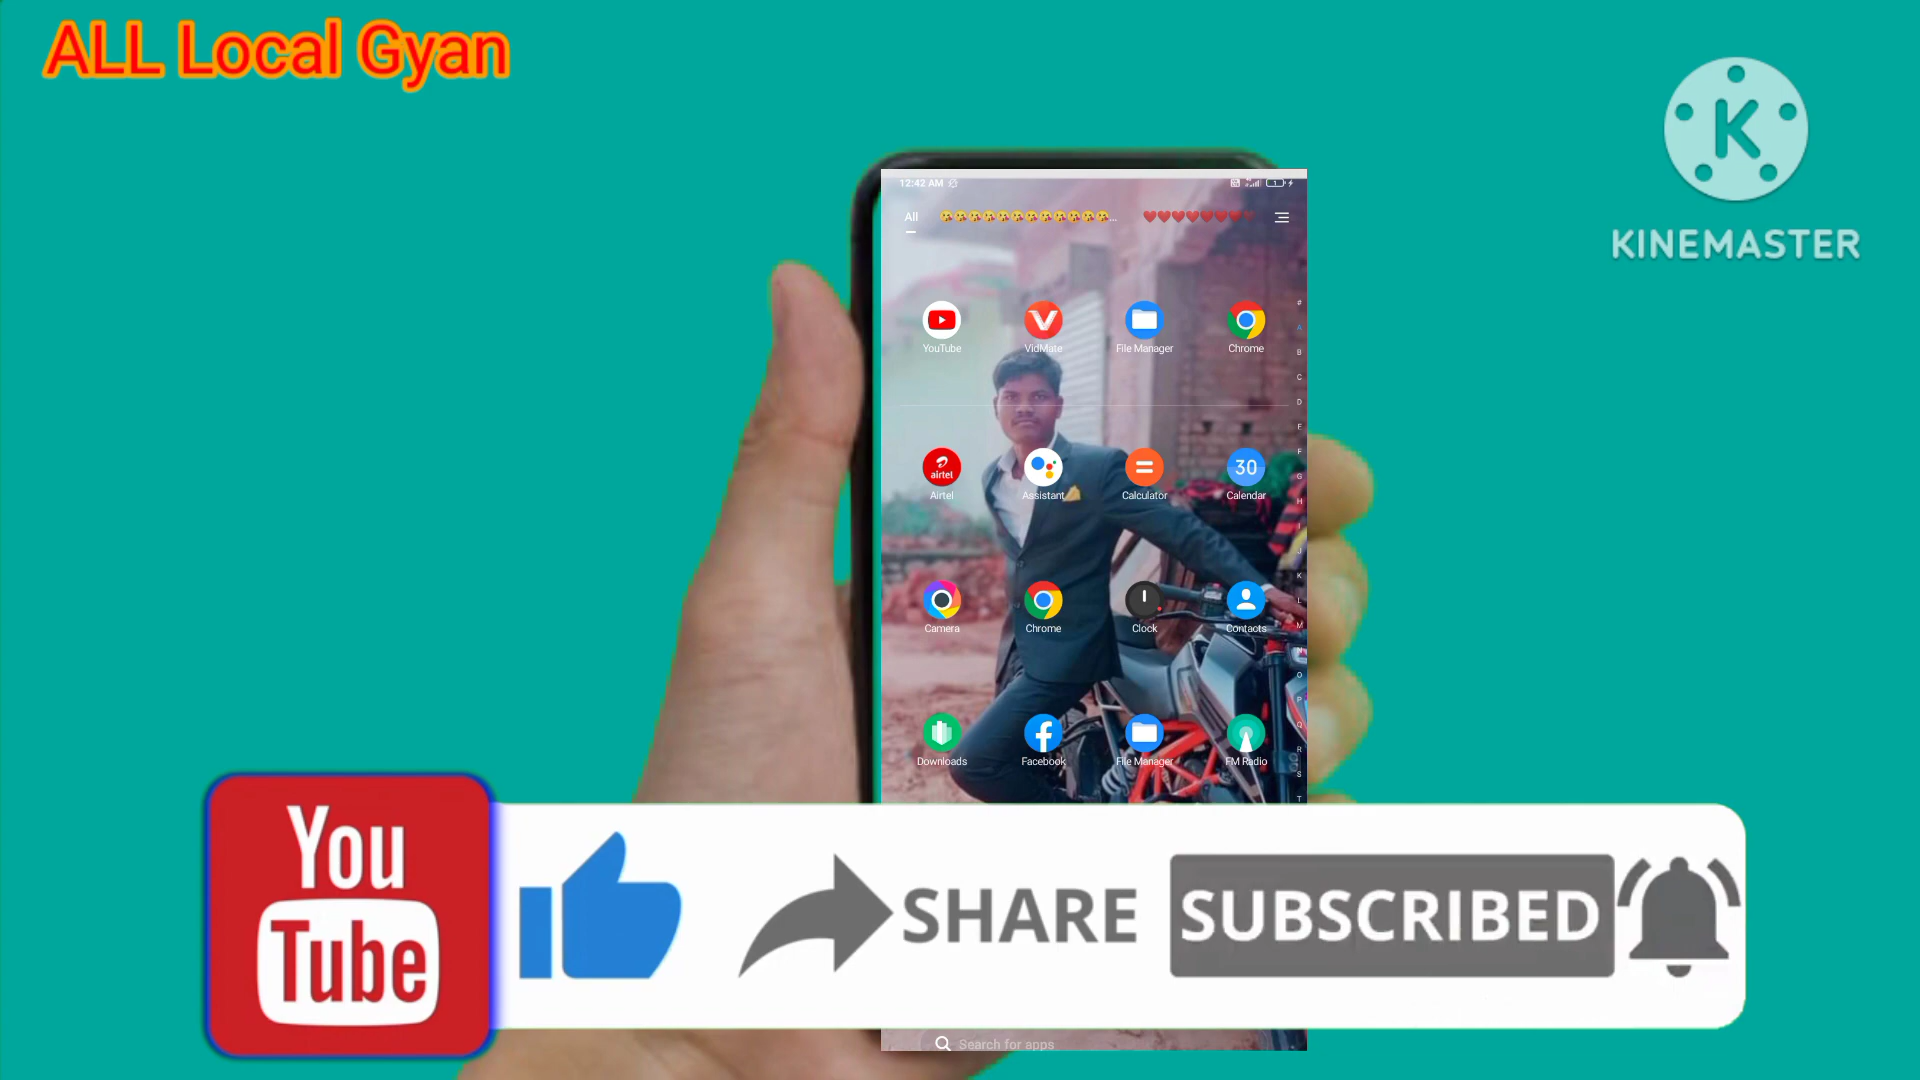 ALL Local Gyan
KINEMASTER
12:42 AM
All
YouTube VidMate File Manager Chrome
airtel 30
Airtel Assistant Calculator Calendar
Camera Chrome Clock Contacts
Downloads Facebook File Manager FM Radio
You
Tube
SHARE SUBSCRIBED
Search for apps